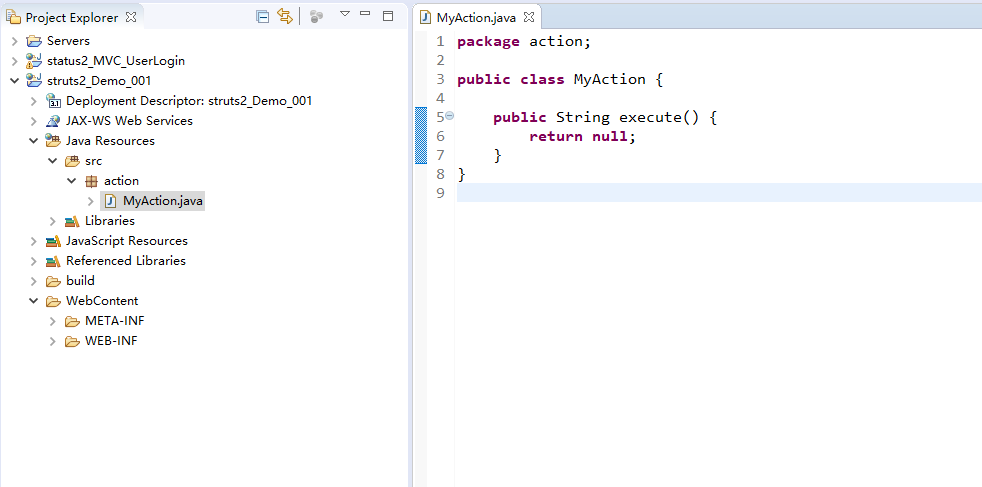 Project Explorer
Servers
status2_MVC_UserLogin
struts2_Demo_001
Deployment Descriptor: struts2_Demo_001
JAX-WS Web Services
Java Resources
src
action
MyAction.java
Libraries
JavaScript Resources
Referenced Libraries
build
WebContent
META-INF
WEB-INF
MyAction.java
1 package action;
2
3 public class MyAction {
4
5 public String execute() {
6 return null;
7 }
8 }
9